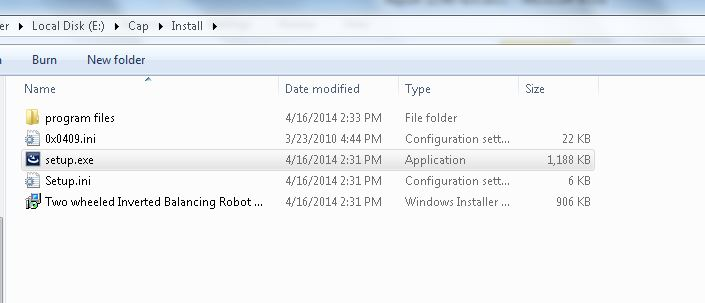 Local Disk (E:) ▸ Cap ▸ Install ▸
Burn New folder
Name Date modified Type Size
program files 4/16/2014 2:33 PM File folder
0x0409.ini 3/23/2010 4:44 PM Configuration sett... 22 KB
setup.exe 4/16/2014 2:31 PM Application 1,188 KB
Setup.ini 4/16/2014 2:31 PM Configuration sett... 6 KB
Two wheeled Inverted Balancing Robot ... 4/16/2014 2:31 PM Windows Installer ... 906 KB